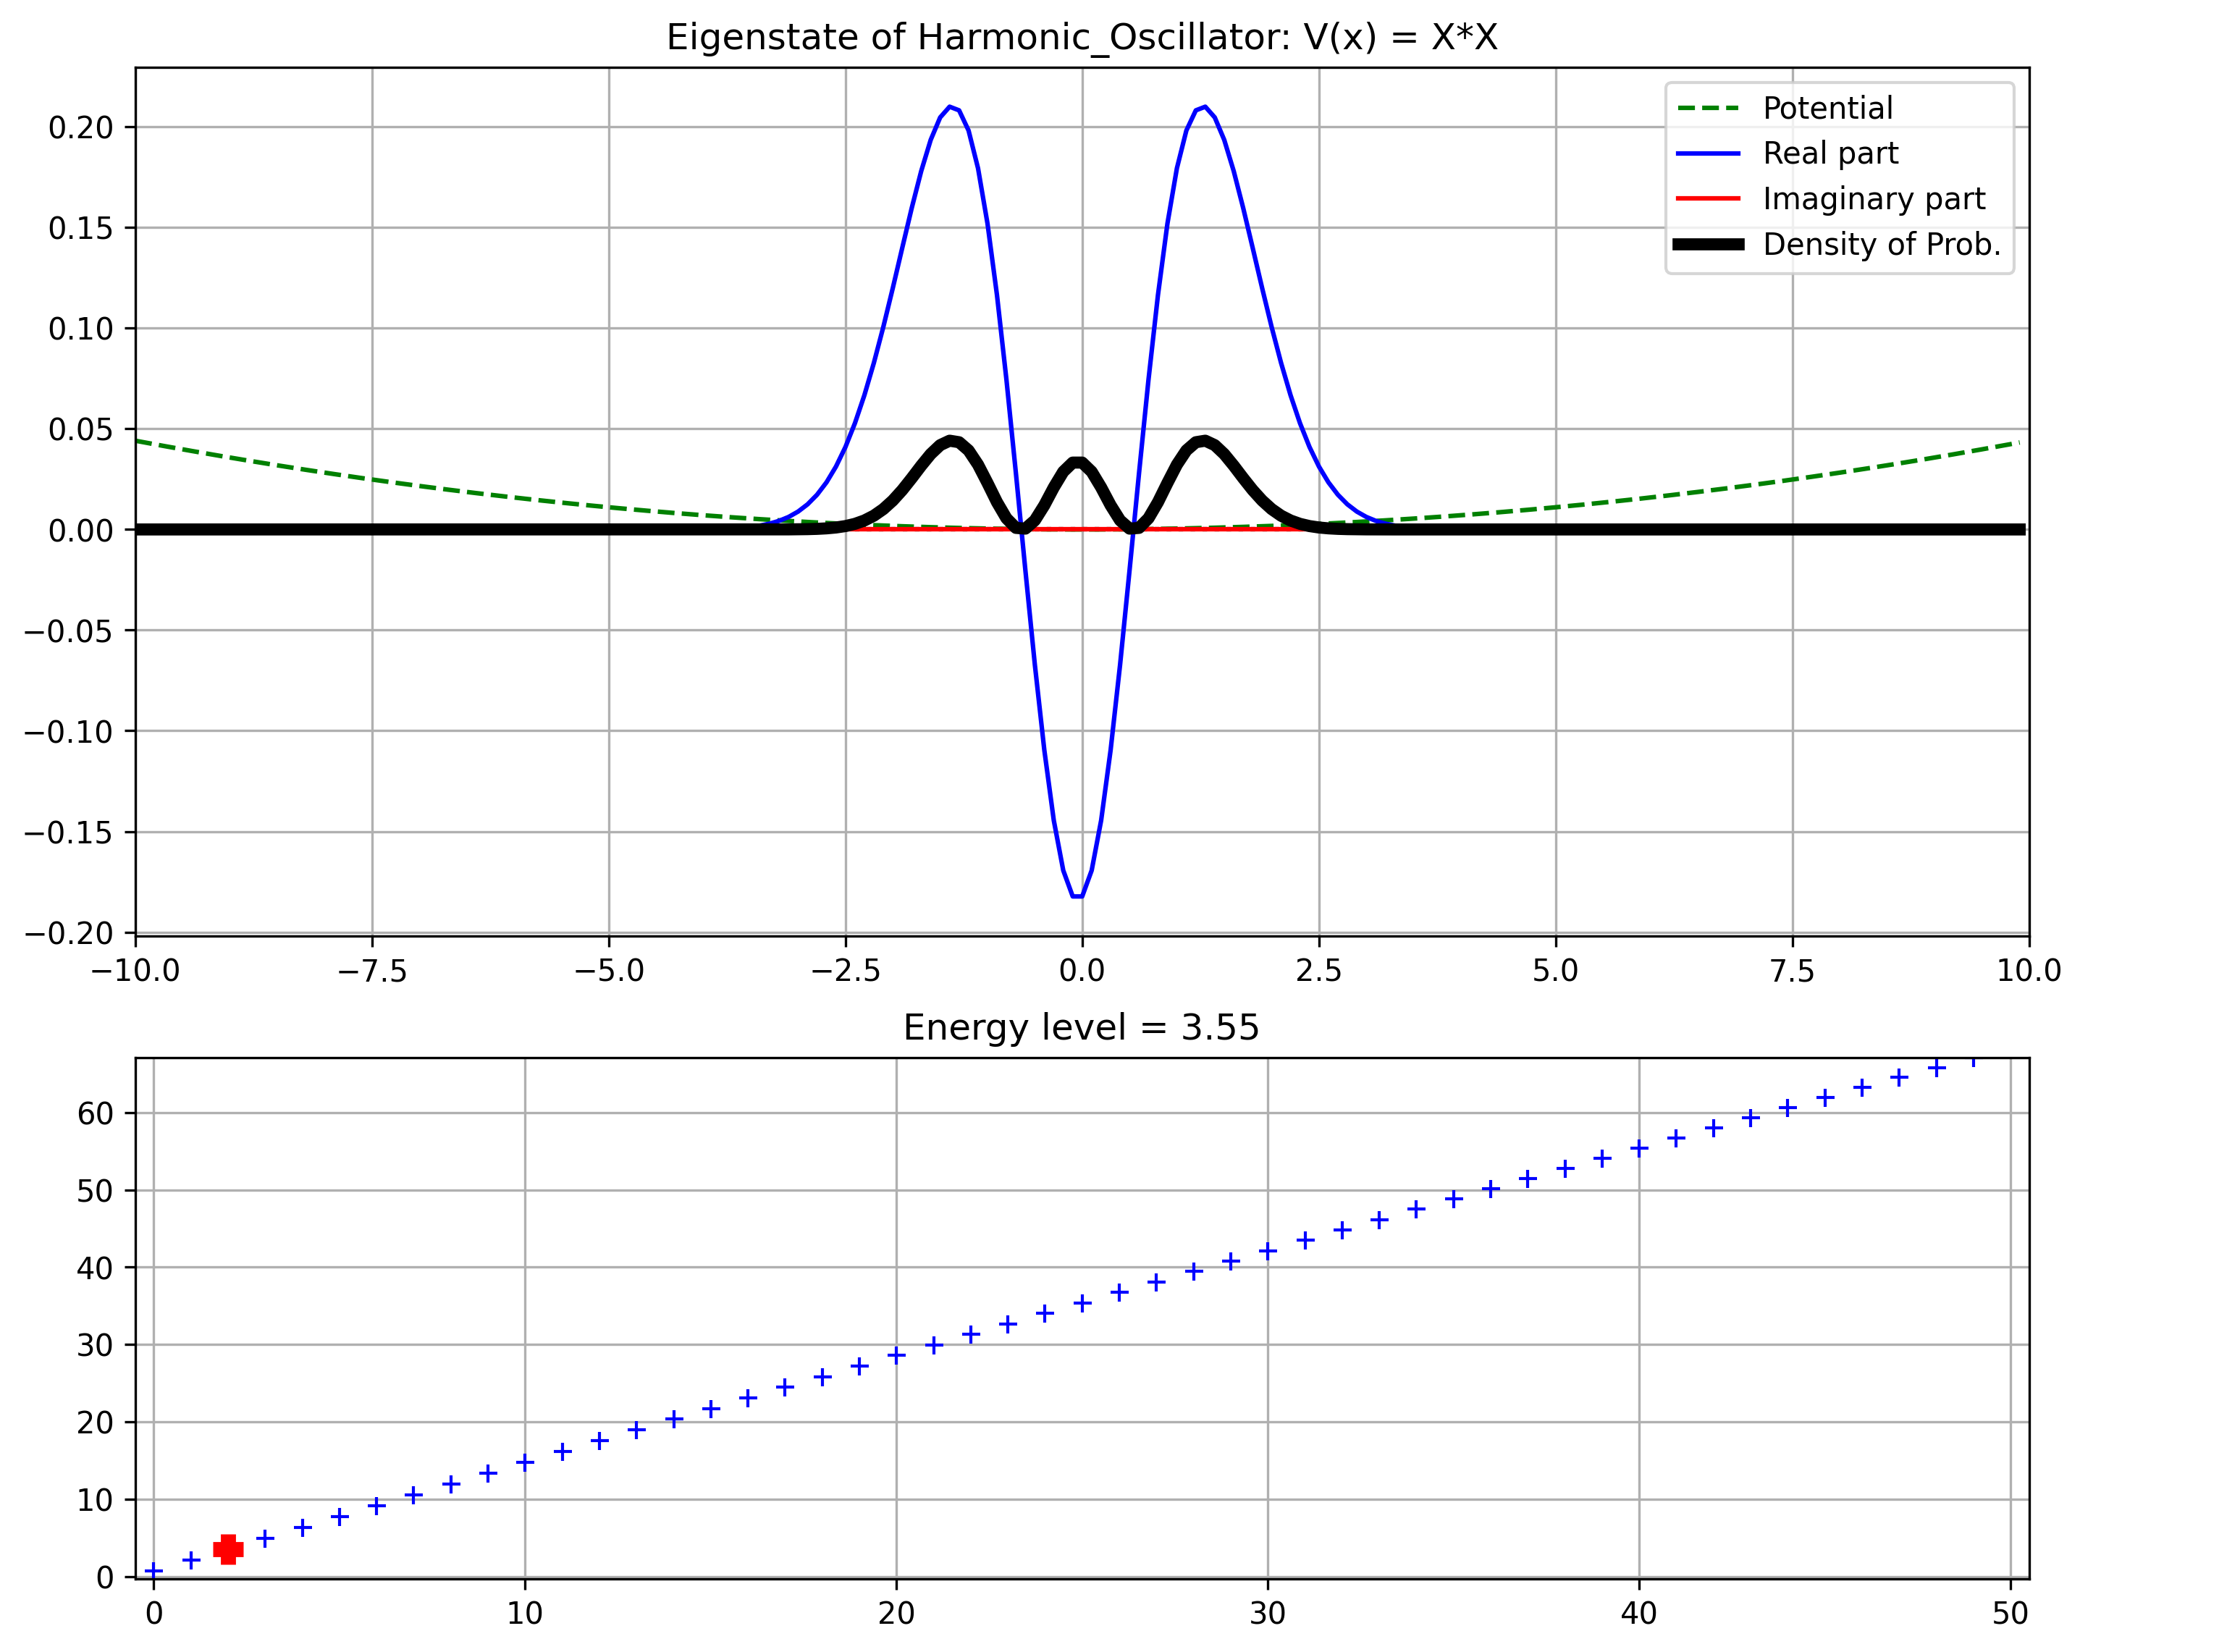 Eigenstate of Harmonic_Oscillator: V(x) = X*X
Potential
Real part
Imaginary part
Density of Prob.
0.20
0.15
0.10
0.05
0.00
−0.05
−0.10
−0.15
−0.20
−10.0 −7.5 −5.0 −2.5 0.0 2.5 5.0 7.5 10.0
Energy level = 3.55
60
50
40
30
20
10
0
0 10 20 30 40 50